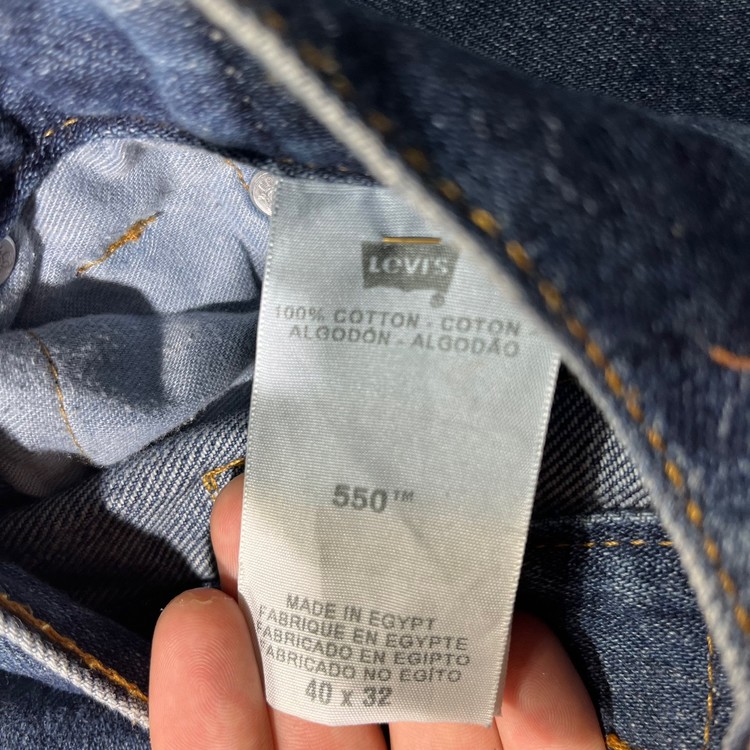 Levi's
100% COTTON - COTON
ALGODÓN - ALGODÃO
550™
MADE IN EGYPT
FABRIQUE EN EGYPTE
FABRICADO EN EGIPTO
FABRICADO NO EGÍTO
40 x 32